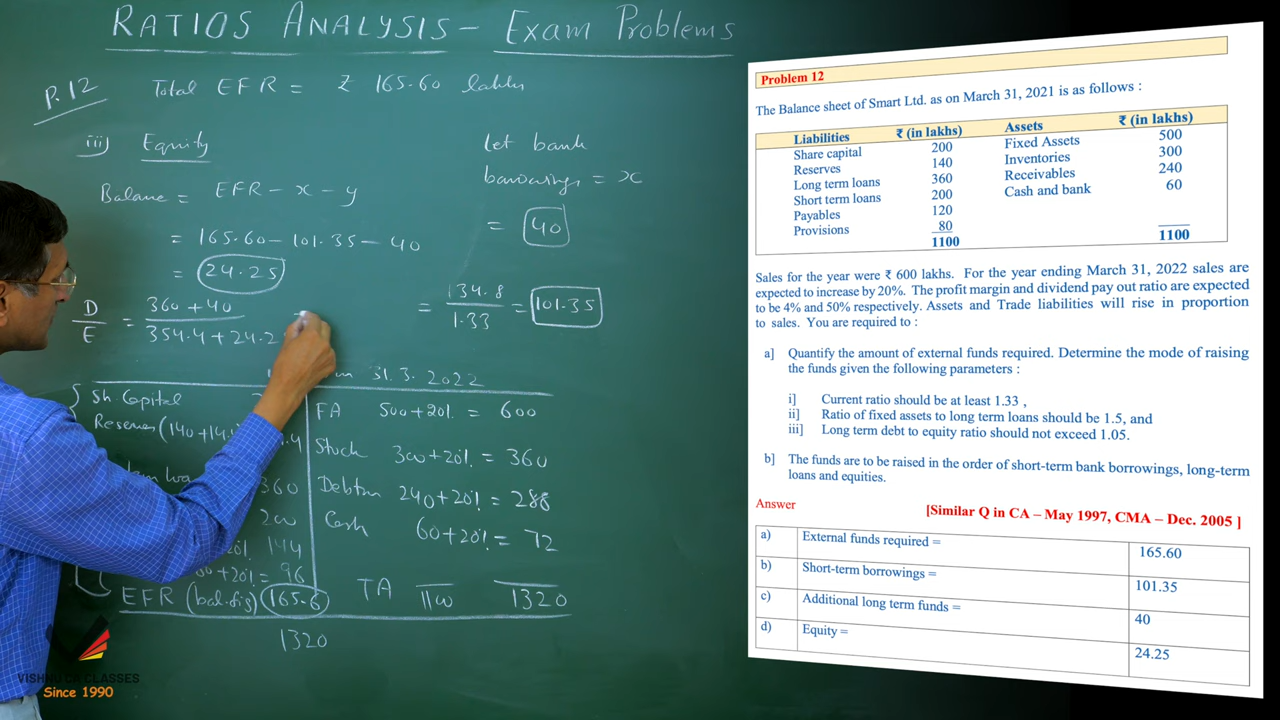 RATIOS ANALYSIS – Exam Problems
P.12
Total EFR = ₹ 165.60 lakhs
iii) Equity
Balance = EFR – x – y
= 165.60 – 101.35 – 40
= 24.25
D/E = 360 + 40 / 354.4 + 24.2
let bank
borrowings = x
= 40
= 134.8 / 1.33 = 101.35
31.3.2022
Sh. Capital
Reserves (140+14.
.4
360
200
20% 144
+20% = 96
EFR (bal. fig) 165.6
1320
FA 500+20% = 600
Stock 300+20% = 360
Debtors 240+20% = 288
Cash 60+20% = 72
TA 1100 1320
VISHNU CA CLASSES
Since 1990
Problem 12
The Balance sheet of Smart Ltd. as on March 31, 2021 is as follows :
Liabilities ₹ (in lakhs) Assets ₹ (in lakhs)
Share capital 200 Fixed Assets 500
Reserves 140 Inventories 300
Long term loans 360 Receivables 240
Short term loans 200 Cash and bank 60
Payables 120
Provisions 80
1100 1100
Sales for the year were ₹ 600 lakhs. For the year ending March 31, 2022 sales are
expected to increase by 20%. The profit margin and dividend pay out ratio are expected
to be 4% and 50% respectively. Assets and Trade liabilities will rise in proportion
to sales. You are required to :
a] Quantify the amount of external funds required. Determine the mode of raising
the funds given the following parameters :
i] Current ratio should be at least 1.33 ,
ii] Ratio of fixed assets to long term loans should be 1.5, and
iii] Long term debt to equity ratio should not exceed 1.05.
b] The funds are to be raised in the order of short-term bank borrowings, long-term
loans and equities.
Answer [Similar Q in CA – May 1997, CMA – Dec. 2005 ]
a) External funds required = 165.60
b) Short-term borrowings = 101.35
c) Additional long term funds = 40
d) Equity = 24.25